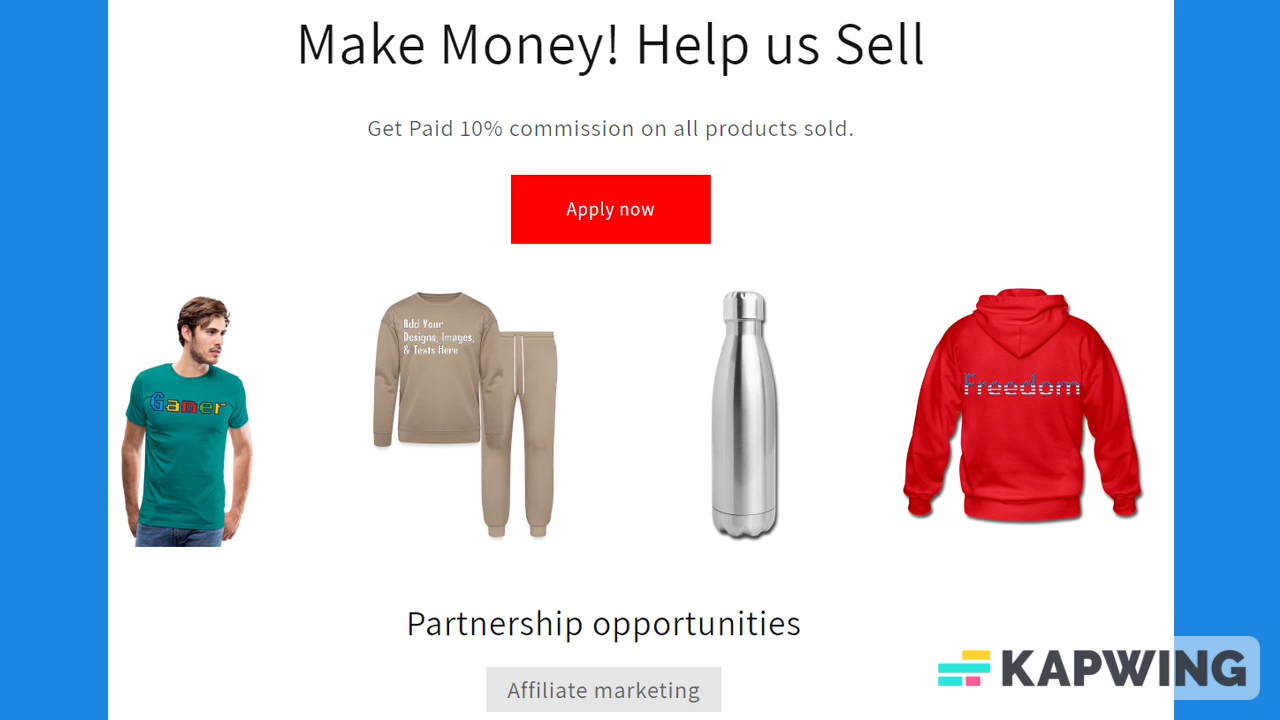 Make Money! Help us Sell
Get Paid 10% commission on all products sold.
Apply now
Gamer
Add Your
Designs, Images,
& Texts Here
Freedom
Partnership opportunities
Affiliate marketing
KAPWING